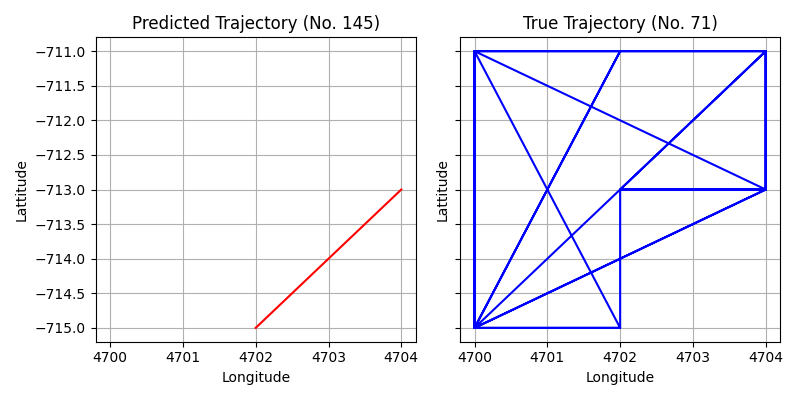 Predicted Trajectory (No. 145)
True Trajectory (No. 71)
−711.0
−711.5
−712.0
−712.5
−713.0
−713.5
−714.0
−714.5
−715.0
Lattitude
Lattitude
4700 4701 4702 4703 4704
4700 4701 4702 4703 4704
Longitude
Longitude